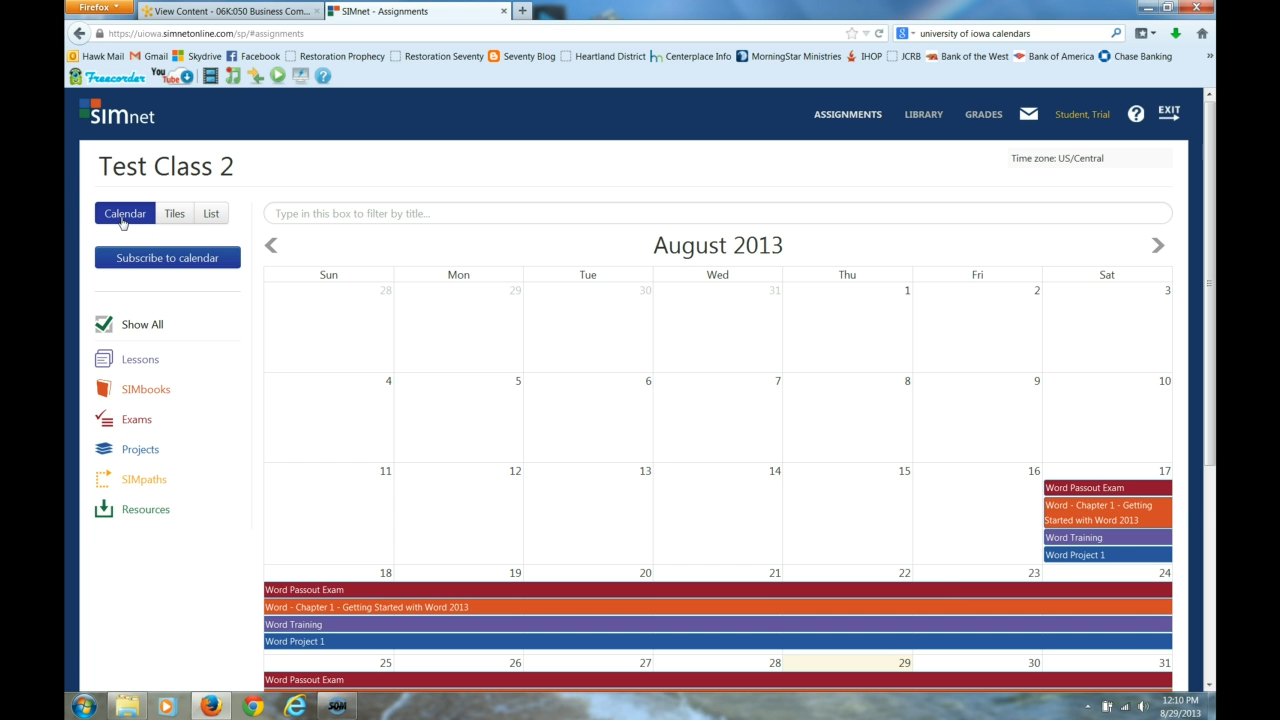 Firefox
View Content - 06K:050 Business Com...
SIMnet - Assignments
https://uiowa.simnetonline.com/sp/#assignments
university of iowa calendars
Hawk Mail
Gmail
Skydrive
Facebook
Restoration Prophecy
Restoration Seventy
Seventy Blog
Heartland District
Centerplace Info
MorningStar Ministries
IHOP
JCRB
Bank of the West
Bank of America
Chase Banking
Freecorder
You Tube
SIMnet
ASSIGNMENTS
LIBRARY
GRADES
Student, Trial
EXIT
Test Class 2
Time zone: US/Central
Calendar
Tiles
List
Type in this box to filter by title...
Subscribe to calendar
Show All
Lessons
SIMbooks
Exams
Projects
SIMpaths
Resources
August 2013
Sun Mon Tue Wed Thu Fri Sat
28 29 30 31 1 2 3
4 5 6 7 8 9 10
11 12 13 14 15 16 17
Word Passout Exam
Word - Chapter 1 - Getting
Started with Word 2013
Word Training
Word Project 1
18 19 20 21 22 23 24
Word Passout Exam
Word - Chapter 1 - Getting Started with Word 2013
Word Training
Word Project 1
25 26 27 28 29 30 31
Word Passout Exam
12:10 PM
8/29/2013